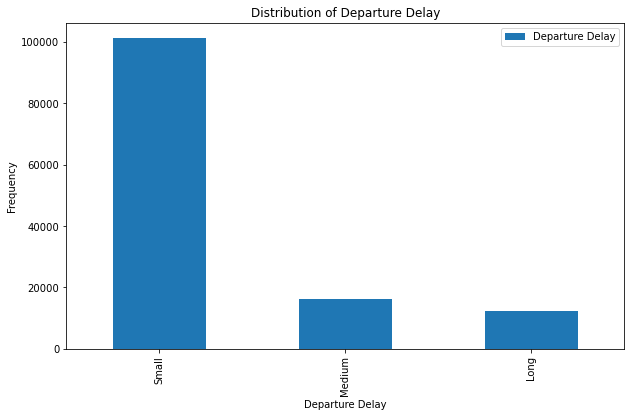 Distribution of Departure Delay
Departure Delay
100000
80000
60000
40000
20000
0
Frequency
Small
Medium
Long
Departure Delay